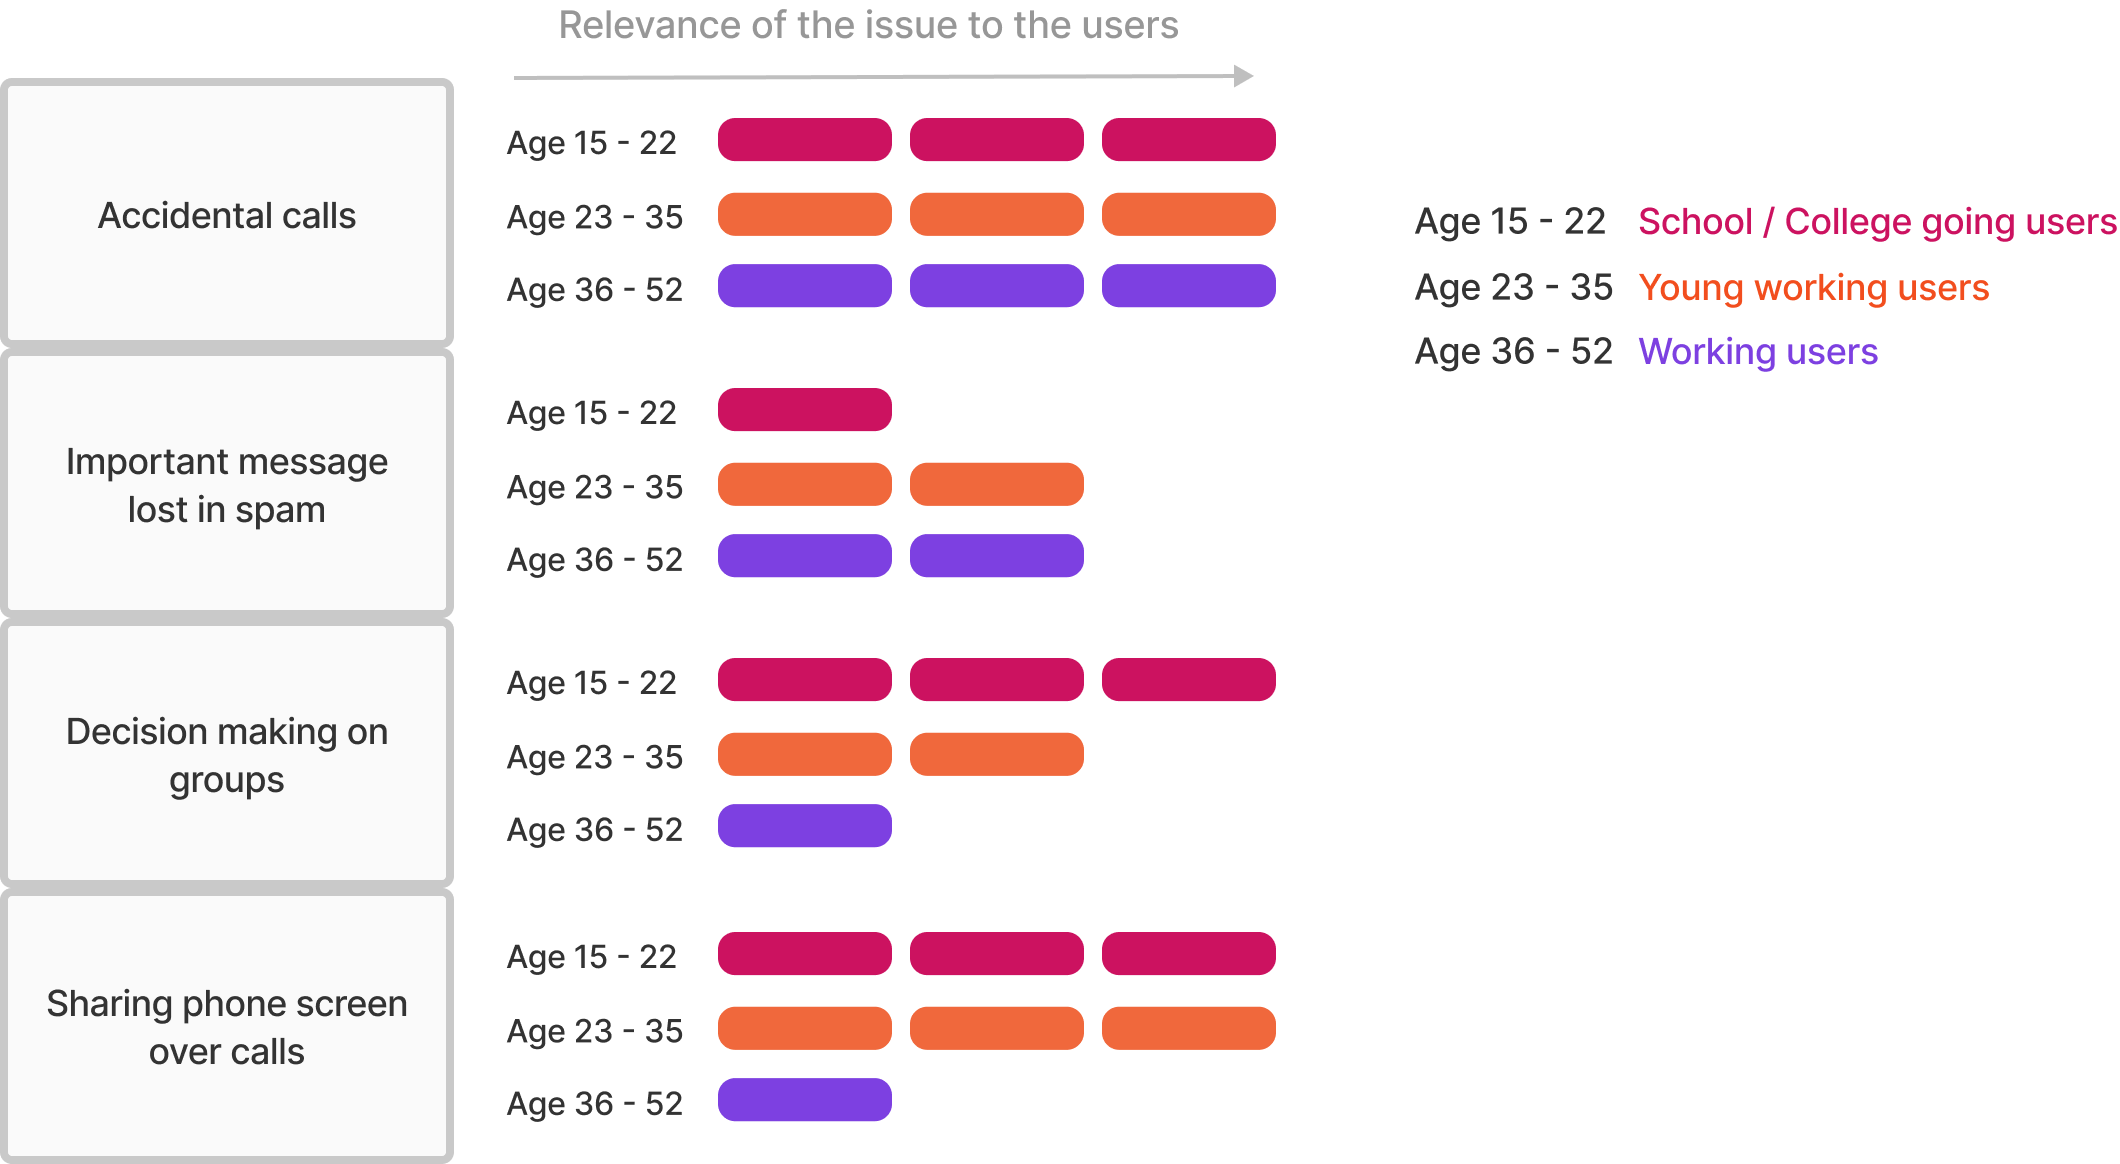 Relevance of the issue to the users
Accidental calls
Age 15 - 22
Age 23 - 35
Age 36 - 52
Age 15 - 22 School / College going users
Age 23 - 35 Young working users
Age 36 - 52 Working users
Important message
lost in spam
Age 15 - 22
Age 23 - 35
Age 36 - 52
Decision making on
groups
Age 15 - 22
Age 23 - 35
Age 36 - 52
Sharing phone screen
over calls
Age 15 - 22
Age 23 - 35
Age 36 - 52